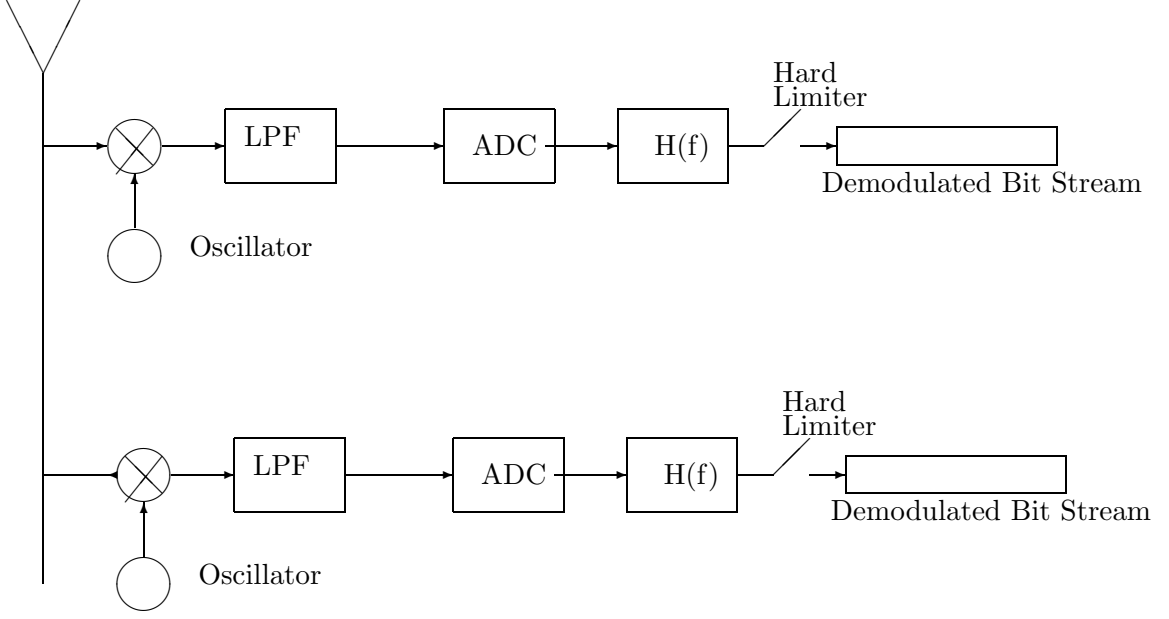 Hard
Limiter
LPF
ADC
H(f)
Demodulated Bit Stream
Oscillator
Hard
Limiter
LPF
ADC
H(f)
Demodulated Bit Stream
Oscillator